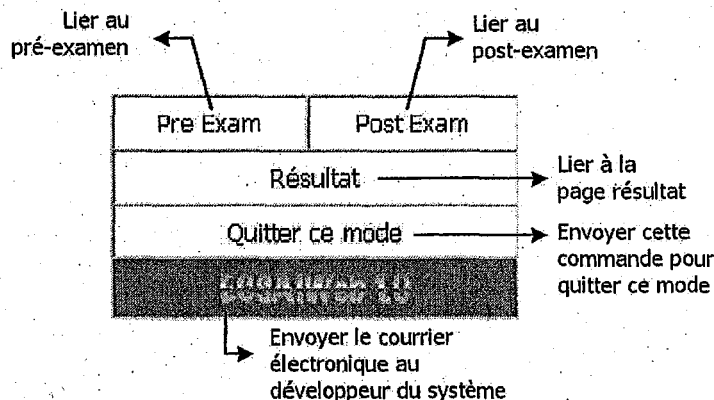 Lier au
pré-examen
Lier au
post-examen
Pre Exam
Post Exam
Résultat
Lier à la
page résultat
Quitter ce mode
Envoyer cette
commande pour
quitter ce mode
Envoyer le courrier
électronique au
développeur du système